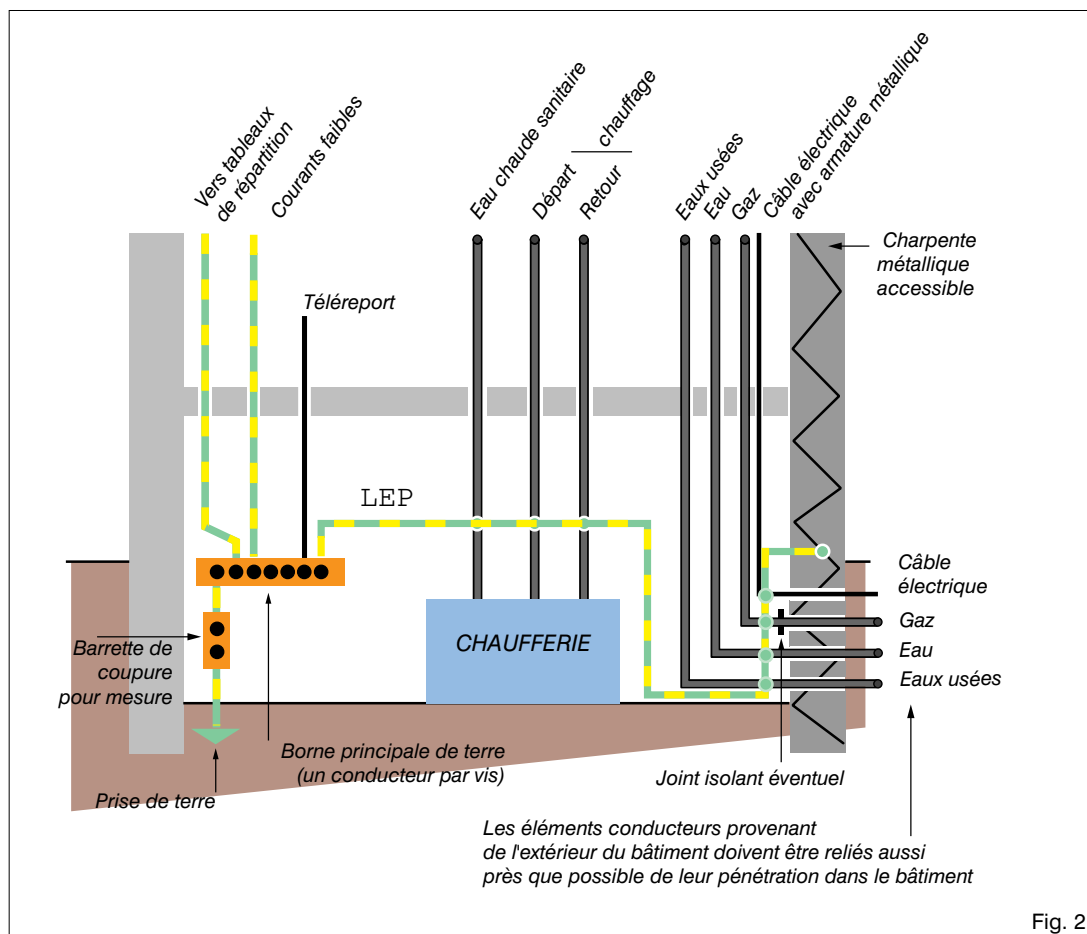 Vers tableaux
de répartition
Courants faibles
Eau chaude sanitaire
Départ
Retour
chauffage
Eaux usées
Eau
Gaz
Câble électrique
avec armature métallique
Charpente
métallique
accessible
Téléreport
LEP
Câble
électrique
Gaz
Eau
Eaux usées
CHAUFFERIE
Barrette de
coupure
pour mesure
Borne principale de terre
(un conducteur par vis)
Joint isolant éventuel
Prise de terre
Les éléments conducteurs provenant
de l'extérieur du bâtiment doivent être reliés aussi
près que possible de leur pénétration dans le bâtiment
Fig. 2